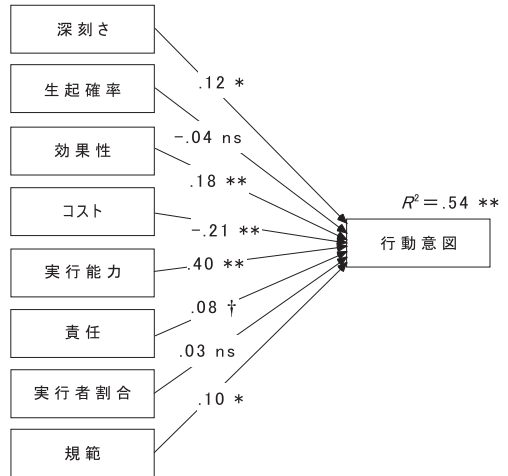 深刻さ
.12 *
生起確率
-.04 ns
効果性
.18 **
R²=.54 **
コスト
-.21 **
行動意図
実行能力
.40 **
責任
.08 †
.03 ns
実行者割合
.10 *
規範